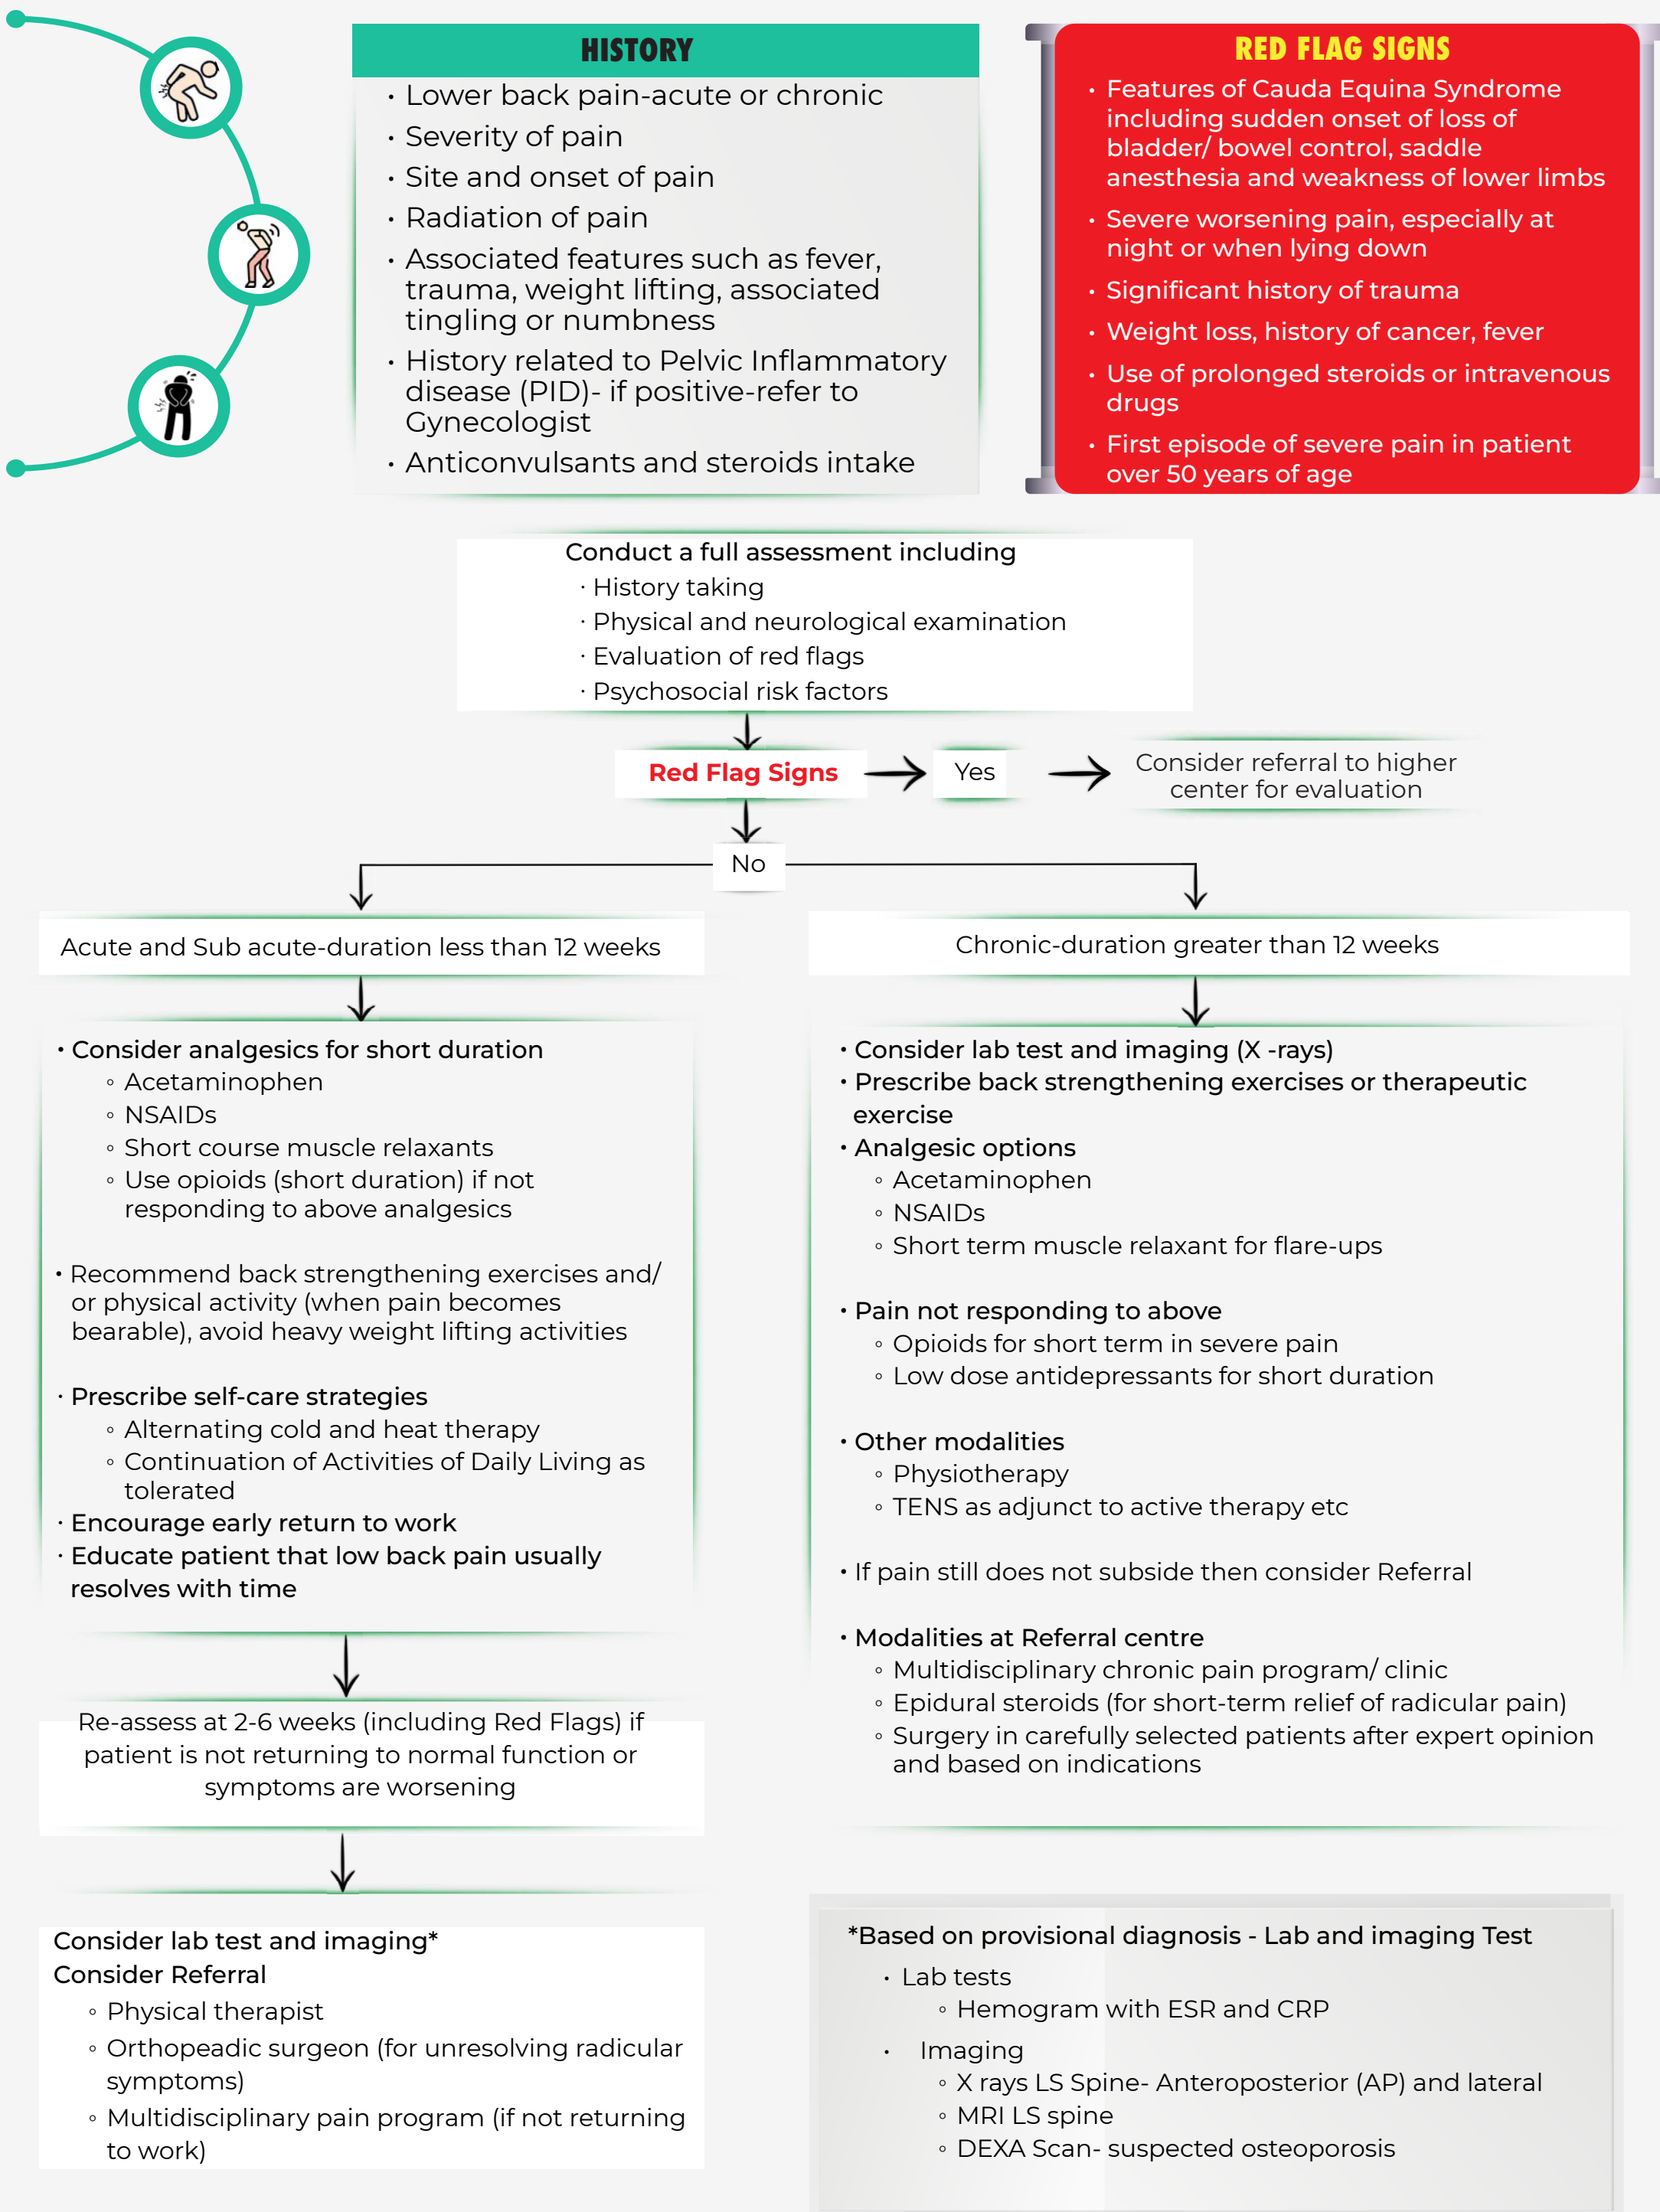 HISTORY
• Lower back pain-acute or chronic
• Severity of pain
• Site and onset of pain
• Radiation of pain
• Associated features such as fever,
trauma, weight lifting, associated
tingling or numbness
• History related to Pelvic Inflammatory
disease (PID)- if positive-refer to
Gynecologist
• Anticonvulsants and steroids intake
RED FLAG SIGNS
• Features of Cauda Equina Syndrome
including sudden onset of loss of
bladder/ bowel control, saddle
anesthesia and weakness of lower limbs
• Severe worsening pain, especially at
night or when lying down
• Significant history of trauma
• Weight loss, history of cancer, fever
• Use of prolonged steroids or intravenous
drugs
• First episode of severe pain in patient
over 50 years of age
Conduct a full assessment including
· History taking
· Physical and neurological examination
· Evaluation of red flags
· Psychosocial risk factors
Red Flag Signs
Yes
Consider referral to higher
center for evaluation
No
Acute and Sub acute-duration less than 12 weeks
• Consider analgesics for short duration
◦ Acetaminophen
◦ NSAIDs
◦ Short course muscle relaxants
◦ Use opioids (short duration) if not
responding to above analgesics
• Recommend back strengthening exercises and/
or physical activity (when pain becomes
bearable), avoid heavy weight lifting activities
· Prescribe self-care strategies
◦ Alternating cold and heat therapy
◦ Continuation of Activities of Daily Living as
tolerated
· Encourage early return to work
· Educate patient that low back pain usually
resolves with time
Re-assess at 2-6 weeks (including Red Flags) if
patient is not returning to normal function or
symptoms are worsening
Consider lab test and imaging*
Consider Referral
◦ Physical therapist
◦ Orthopeadic surgeon (for unresolving radicular
symptoms)
◦ Multidisciplinary pain program (if not returning
to work)
Chronic-duration greater than 12 weeks
• Consider lab test and imaging (X -rays)
• Prescribe back strengthening exercises or therapeutic
exercise
• Analgesic options
◦ Acetaminophen
◦ NSAIDs
◦ Short term muscle relaxant for flare-ups
• Pain not responding to above
◦ Opioids for short term in severe pain
◦ Low dose antidepressants for short duration
• Other modalities
◦ Physiotherapy
◦ TENS as adjunct to active therapy etc
• If pain still does not subside then consider Referral
• Modalities at Referral centre
◦ Multidisciplinary chronic pain program/ clinic
◦ Epidural steroids (for short-term relief of radicular pain)
◦ Surgery in carefully selected patients after expert opinion
and based on indications
*Based on provisional diagnosis - Lab and imaging Test
• Lab tests
◦ Hemogram with ESR and CRP
• Imaging
◦ X rays LS Spine- Anteroposterior (AP) and lateral
◦ MRI LS spine
◦ DEXA Scan- suspected osteoporosis